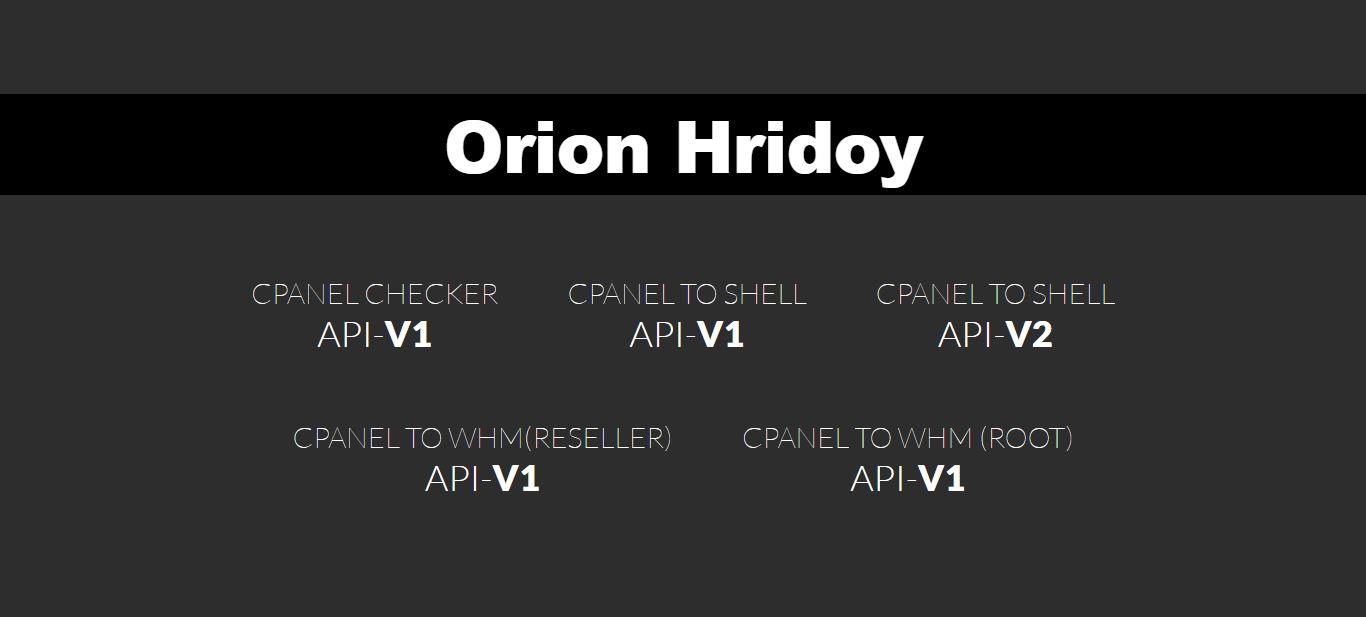 Orion Hridoy
CPANEL CHECKER
API-V1
CPANEL TO SHELL
API-V1
CPANEL TO SHELL
API-V2
CPANEL TO WHM(RESELLER)
API-V1
CPANEL TO WHM (ROOT)
API-V1